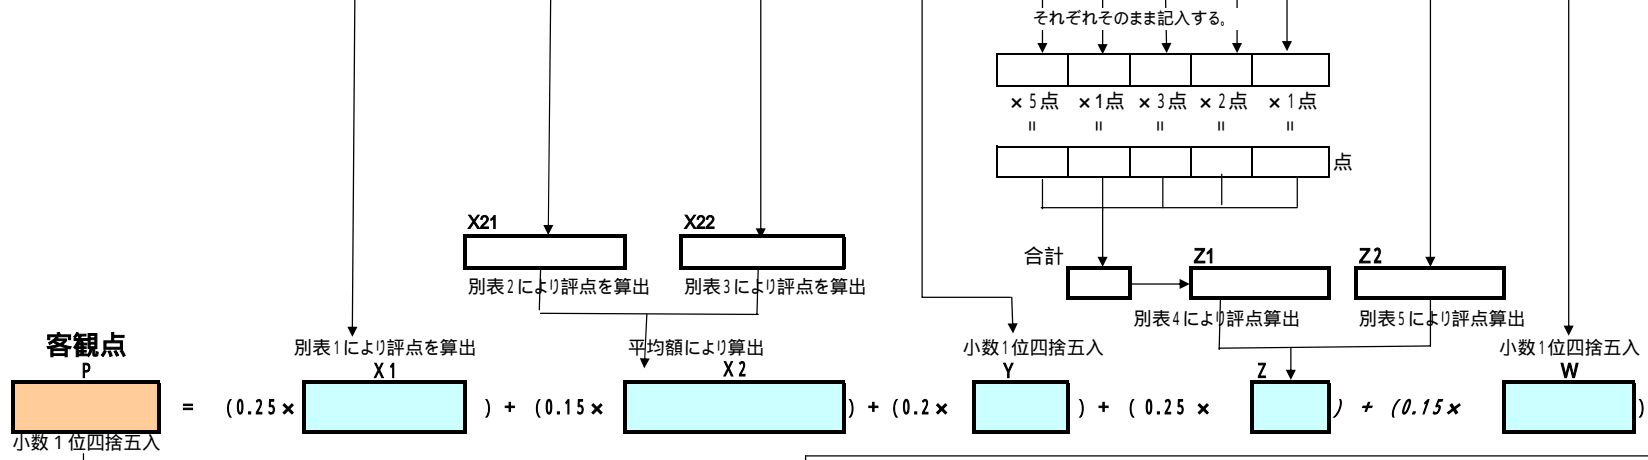 それぞれそのまま記入する。
×5点 ×1点 ×3点 ×2点 ×1点
= = = = =
点
X21 X22
合計 Z1 Z2
別表2により評点を算出 別表3により評点を算出
別表4により評点算出 別表5により評点算出
客観点 別表1により評点を算出 平均額により算出 小数1位四捨五入 小数1位四捨五入
P X1 X2 Y Z W
= (0.25× ) + (0.15× ) + (0.2× ) + ( 0.25 × ) + (0.15× )
小数1位四捨五入